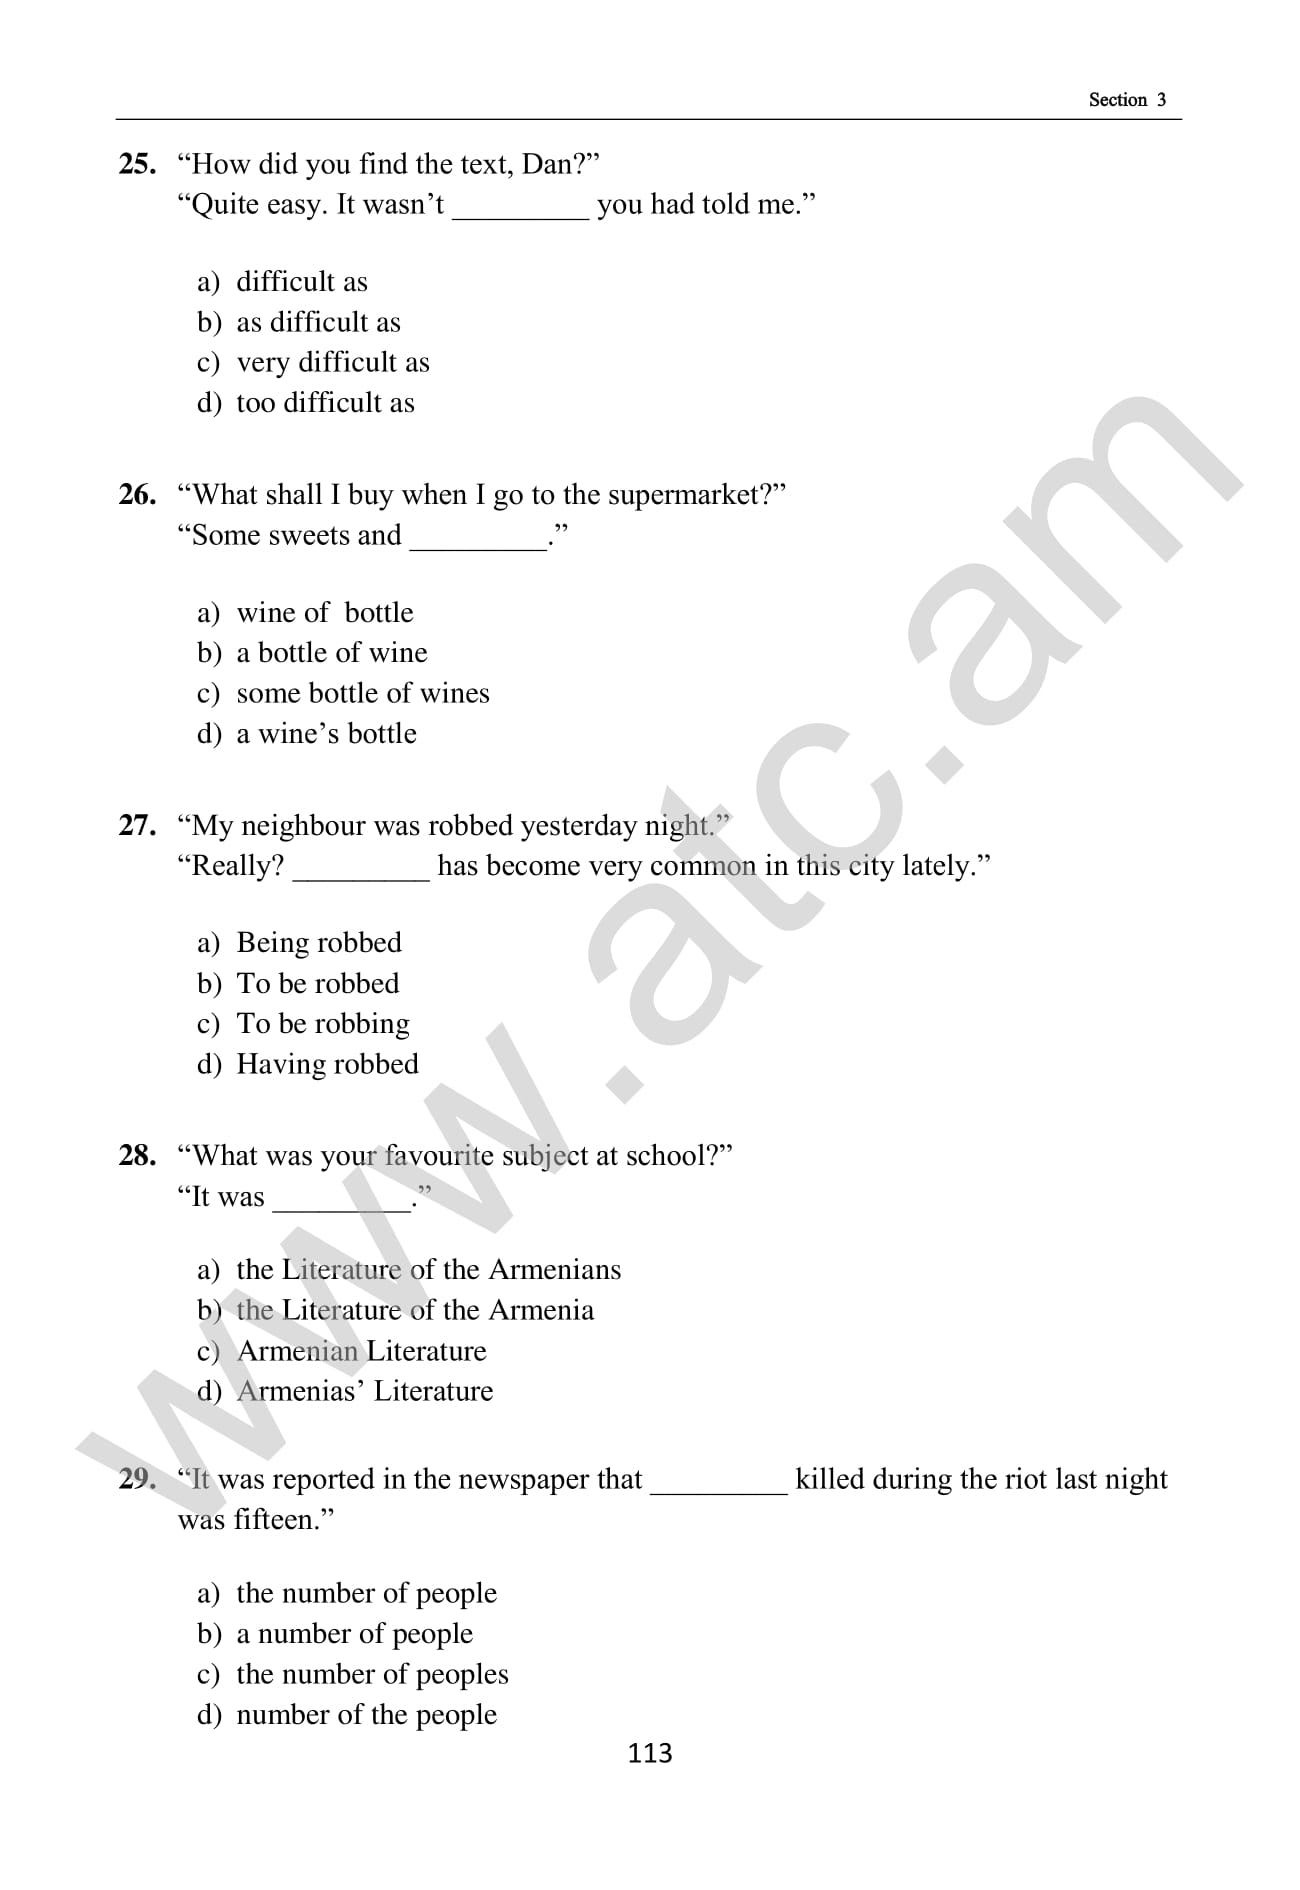 Section 3
25. “How did you find the text, Dan?”
“Quite easy. It wasn’t _________ you had told me.”
a) difficult as
b) as difficult as
c) very difficult as
d) too difficult as
26. “What shall I buy when I go to the supermarket?”
“Some sweets and _________.”
a) wine of bottle
b) a bottle of wine
c) some bottle of wines
d) a wine’s bottle
27. “My neighbour was robbed yesterday night.”
“Really? _________ has become very common in this city lately.”
a) Being robbed
b) To be robbed
c) To be robbing
d) Having robbed
28. “What was your favourite subject at school?”
“It was _________.”
a) the Literature of the Armenians
b) the Literature of the Armenia
c) Armenian Literature
d) Armenias’ Literature
29. “It was reported in the newspaper that _________ killed during the riot last night
was fifteen.”
a) the number of people
b) a number of people
c) the number of peoples
d) number of the people
113
www.atc.am